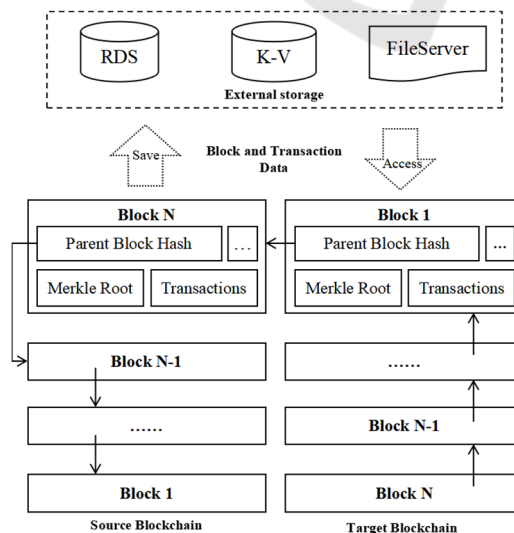 RDS
K-V
FileServer
External storage
Save
Block and Transaction
Data
Access
Block N
Parent Block Hash
...
Merkle Root
Transactions
Block 1
Parent Block Hash
...
Merkle Root
Transactions
Block N-1
......
......
Block N-1
Block 1
Block N
Source Blockchain
Target Blockchain